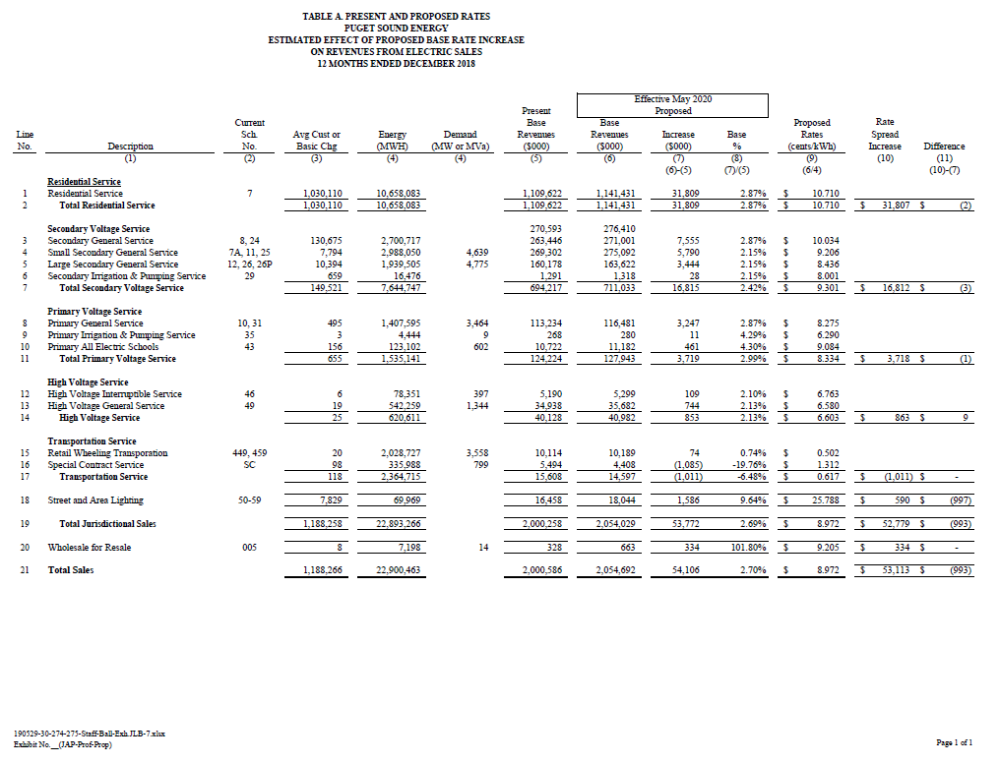 TABLE A. PRESENT AND PROPOSED RATES
PUGET SOUND ENERGY
ESTIMATED EFFECT OF PROPOSED BASE RATE INCREASE
ON REVENUES FROM ELECTRIC SALES
12 MONTHS ENDED DECEMBER 2018
Effective May 2020
Present Proposed
Current Base Base Proposed Rate
Line Sch. Avg Cust or Energy Demand Revenues Revenues Increase Base Rates Spread
No. Description No. Basic Chg (MWH) (MW or MVa) ($000) ($000) ($000) % (cents/kWh) Increase Difference
(1) (2) (3) (4) (4) (5) (6) (7) (8) (9) (10) (11)
(6)-(5) (7)/(5) (6/4) (10)-(7)
Residential Service
1 Residential Service 7 1,030,110 10,658,083 1,109,622 1,141,431 31,809 2.87% $ 10.710
2 Total Residential Service 1,030,110 10,658,083 1,109,622 1,141,431 31,809 2.87% $ 10.710 $ 31,807 $ (2)
Secondary Voltage Service 270,593 276,410
3 Secondary General Service 8, 24 130,675 2,700,717 263,446 271,001 7,555 2.87% $ 10.034
4 Small Secondary General Service 7A, 11, 25 7,794 2,988,050 4,639 269,302 275,092 5,790 2.15% $ 9.206
5 Large Secondary General Service 12, 26, 26P 10,394 1,939,505 4,775 160,178 163,622 3,444 2.15% $ 8.436
6 Secondary Irrigation & Pumping Service 29 659 16,476 1,291 1,318 28 2.15% $ 8.001
7 Total Secondary Voltage Service 149,521 7,644,747 694,217 711,033 16,815 2.42% $ 9.301 $ 16,812 $ (3)
Primary Voltage Service
8 Primary General Service 10, 31 495 1,407,595 3,464 113,234 116,481 3,247 2.87% $ 8.275
9 Primary Irrigation & Pumping Service 35 3 4,444 9 268 280 11 4.29% $ 6.290
10 Primary All Electric Schools 43 156 123,102 602 10,722 11,182 461 4.30% $ 9.084
11 Total Primary Voltage Service 655 1,535,141 124,224 127,943 3,719 2.99% $ 8.334 $ 3,718 $ (1)
High Voltage Service
12 High Voltage Interruptible Service 46 6 78,351 397 5,190 5,299 109 2.10% $ 6.763
13 High Voltage General Service 49 19 542,259 1,344 34,938 35,682 744 2.13% $ 6.580
14 High Voltage Service 25 620,611 40,128 40,982 853 2.13% $ 6.603 $ 863 $ 9
Transportation Service
15 Retail Wheeling Transporation 449, 459 20 2,028,727 3,558 10,114 10,189 74 0.74% $ 0.502
16 Special Contract Service SC 98 335,988 799 5,494 4,408 (1,085) -19.76% $ 1.312
17 Transportation Service 118 2,364,715 15,608 14,597 (1,011) -6.48% $ 0.617 $ (1,011) $ -
18 Street and Area Lighting 50-59 7,829 69,969 16,458 18,044 1,586 9.64% $ 25.788 $ 590 $ (997)
19 Total Jurisdictional Sales 1,188,258 22,893,266 2,000,258 2,054,029 53,772 2.69% $ 8.972 $ 52,779 $ (993)
20 Wholesale for Resale 005 8 7,198 14 328 663 334 101.80% $ 9.205 $ 334 $ -
21 Total Sales 1,188,266 22,900,463 2,000,586 2,054,692 54,106 2.70% $ 8.972 $ 53,113 $ (993)
190529-30-274-275-Staff-Ball-Exh.JLB-7.xlsx
Exhibit No.__(JAP-Prof-Prop)
Page 1 of 1